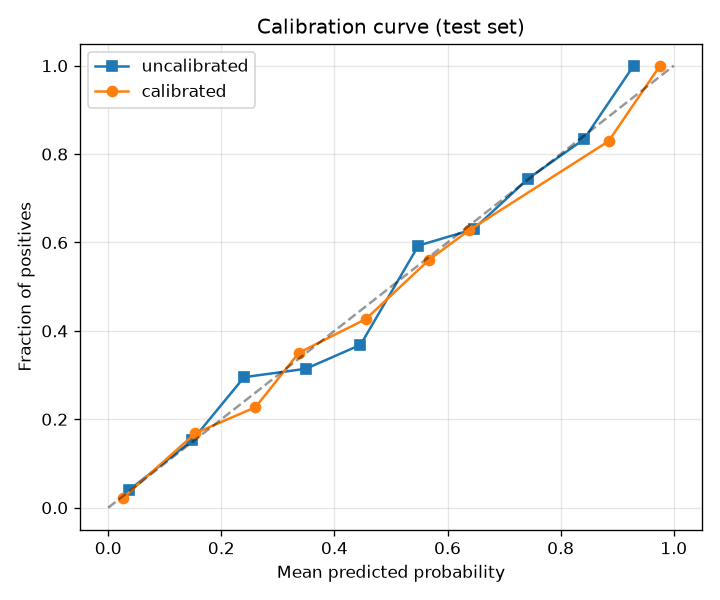 Calibration curve (test set)
uncalibrated
calibrated
Fraction of positives
1.0
0.8
0.6
0.4
0.2
0.0
0.0 0.2 0.4 0.6 0.8 1.0
Mean predicted probability